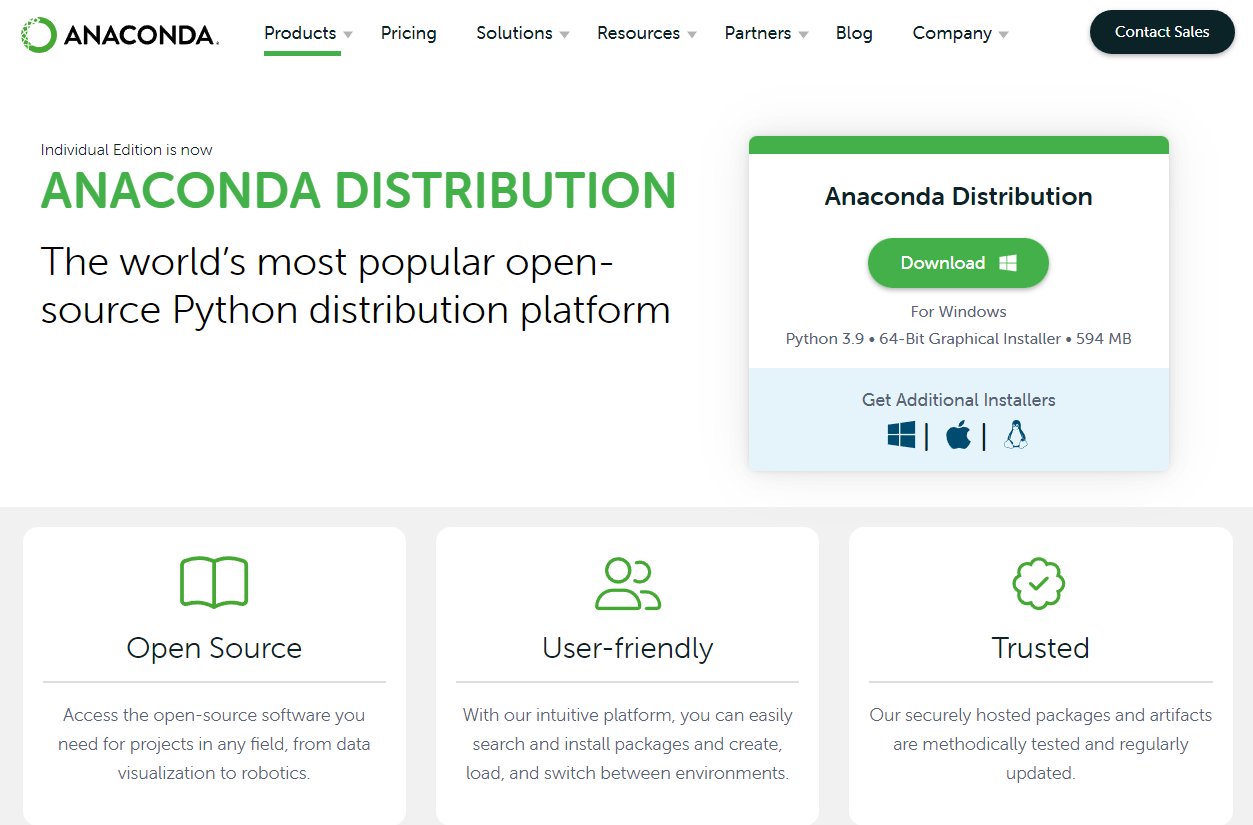 ANACONDA.
Products
Pricing
Solutions
Resources
Partners
Blog
Company
Contact Sales
Individual Edition is now
ANACONDA DISTRIBUTION
The world’s most popular open-
source Python distribution platform
Anaconda Distribution
Download
For Windows
Python 3.9 • 64-Bit Graphical Installer • 594 MB
Get Additional Installers
| |
Open Source
Access the open-source software you
need for projects in any field, from data
visualization to robotics.
User-friendly
With our intuitive platform, you can easily
search and install packages and create,
load, and switch between environments.
Trusted
Our securely hosted packages and artifacts
are methodically tested and regularly
updated.